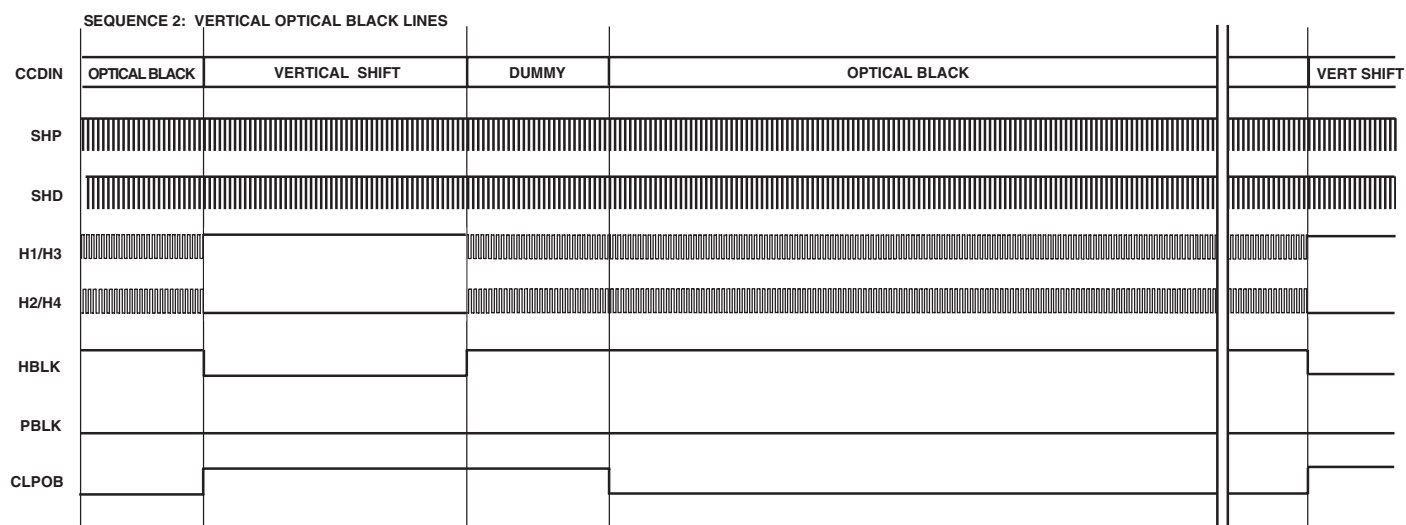 SEQUENCE 2: VERTICAL OPTICAL BLACK LINES
CCDIN OPTICAL BLACK VERTICAL SHIFT DUMMY OPTICAL BLACK VERT SHIFT
SHP
SHD
H1/H3
H2/H4
HBLK
PBLK
CLPOB